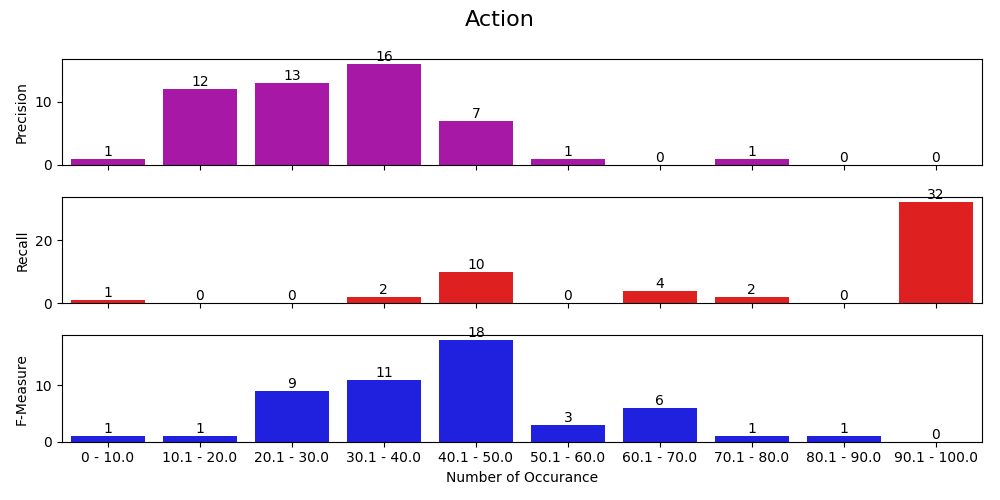 Action
Precision
10
0
1 12 13 16 7 1 0 1 0 0
Recall
20
0
1 0 0 2 10 0 4 2 0 32
F-Measure
10
0
1 1 9 11 18 3 6 1 1 0
0 - 10.0 10.1 - 20.0 20.1 - 30.0 30.1 - 40.0 40.1 - 50.0 50.1 - 60.0 60.1 - 70.0 70.1 - 80.0 80.1 - 90.0 90.1 - 100.0
Number of Occurance